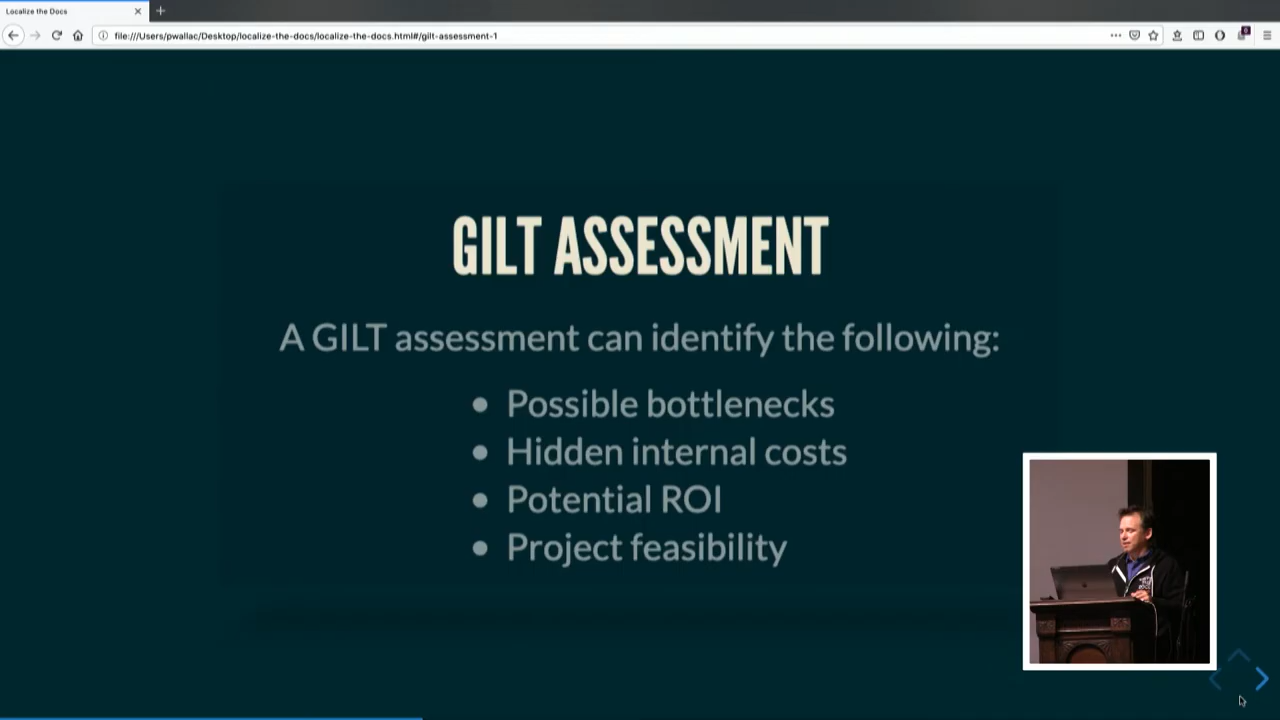 Localize the Docs
file:///Users/pwallac/Desktop/localize-the-docs/localize-the-docs.html#/gilt-assessment-1
GILT ASSESSMENT
A GILT assessment can identify the following:
• Possible bottlenecks
• Hidden internal costs
• Potential ROI
• Project feasibility